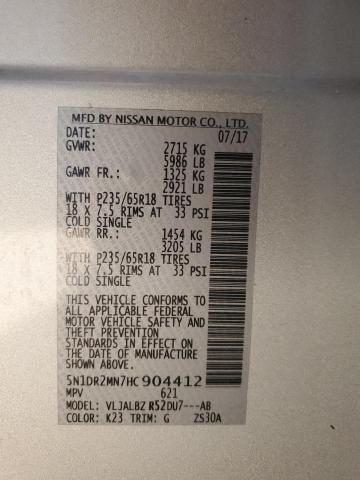 MFD BY NISSAN MOTOR CO., LTD.
DATE: 07/17
GVWR: 2715 KG
5986 LB
GAWR FR.: 1325 KG
2921 LB
WITH P235/65R18 TIRES
18 X 7.5 RIMS AT 33 PSI
COLD SINGLE
GAWR RR.: 1454 KG
3205 LB
WITH P235/65R18 TIRES
18 X 7.5 RIMS AT 33 PSI
COLD SINGLE
THIS VEHICLE CONFORMS TO
ALL APPLICABLE FEDERAL
MOTOR VEHICLE SAFETY AND
THEFT PREVENTION
STANDARDS IN EFFECT ON
THE DATE OF MANUFACTURE
SHOWN ABOVE.
5N1DR2MN7HC904412
MPV 621
MODEL: VLJALBZ R52DU7---AB
COLOR: K23 TRIM: G ZS30A